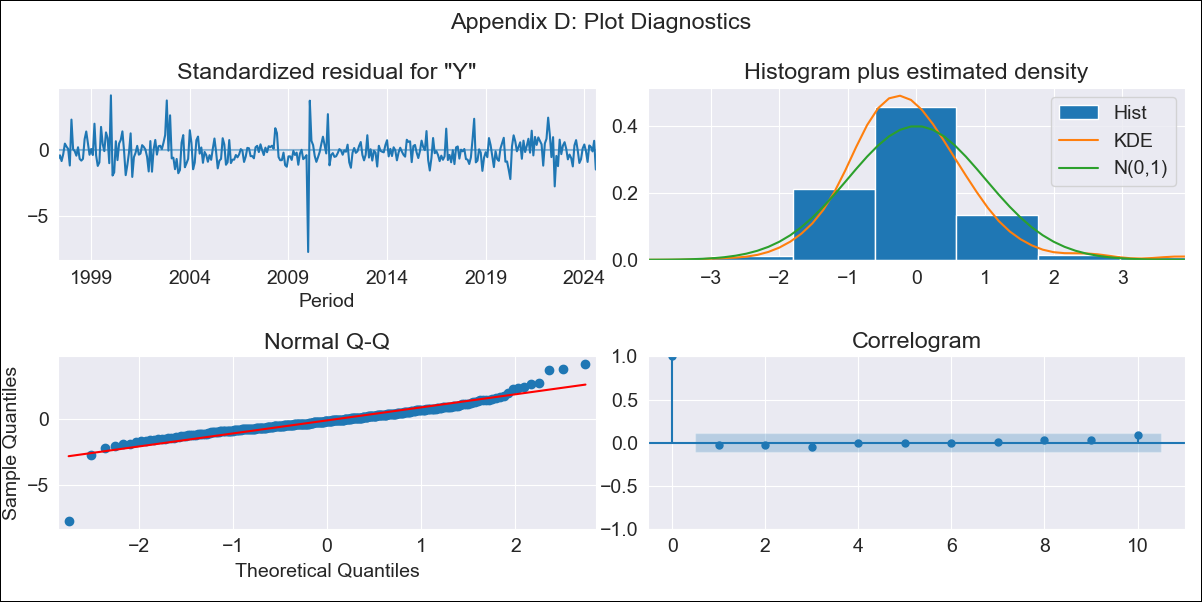 Appendix D: Plot Diagnostics
Standardized residual for "Y"
0
−5
1999 2004 2009 2014 2019 2024
Period
Histogram plus estimated density
Hist
KDE
N(0,1)
0.4
0.2
0.0
−3 −2 −1 0 1 2 3
Normal Q-Q
Sample Quantiles
0
−5
−2 −1 0 1 2
Theoretical Quantiles
Correlogram
1.0
0.5
0.0
−0.5
−1.0
0 2 4 6 8 10